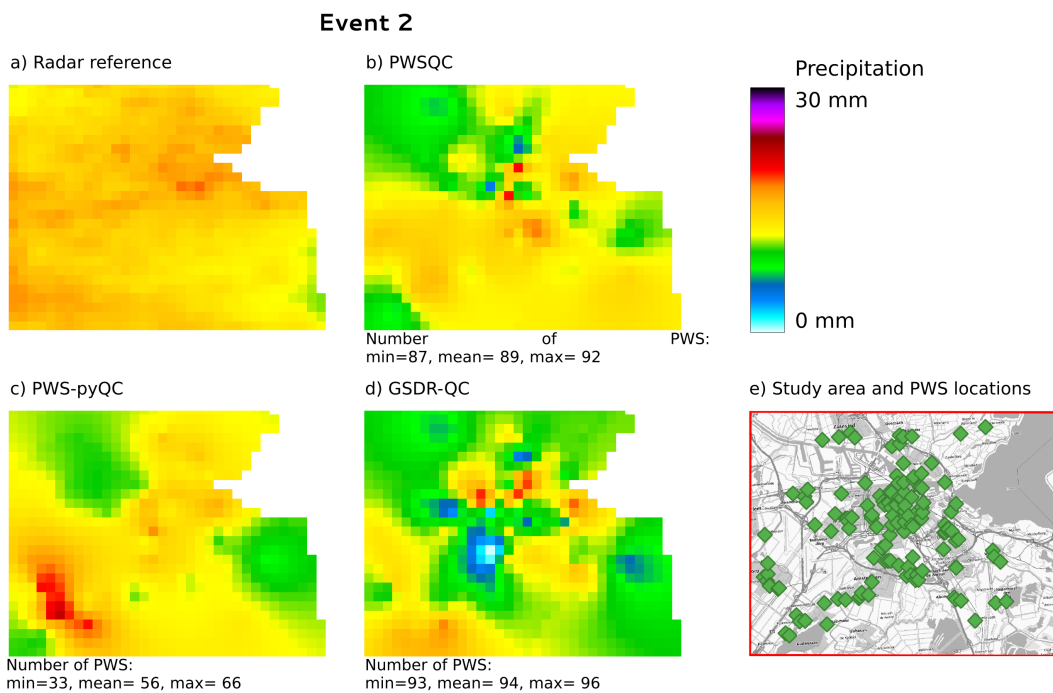 Event 2
a) Radar reference
b) PWSQC
Precipitation
30 mm
0 mm
Number of PWS:
min=87, mean= 89, max= 92
c) PWS-pyQC
d) GSDR-QC
e) Study area and PWS locations
Number of PWS:
min=33, mean= 56, max= 66
Number of PWS:
min=93, mean= 94, max= 96